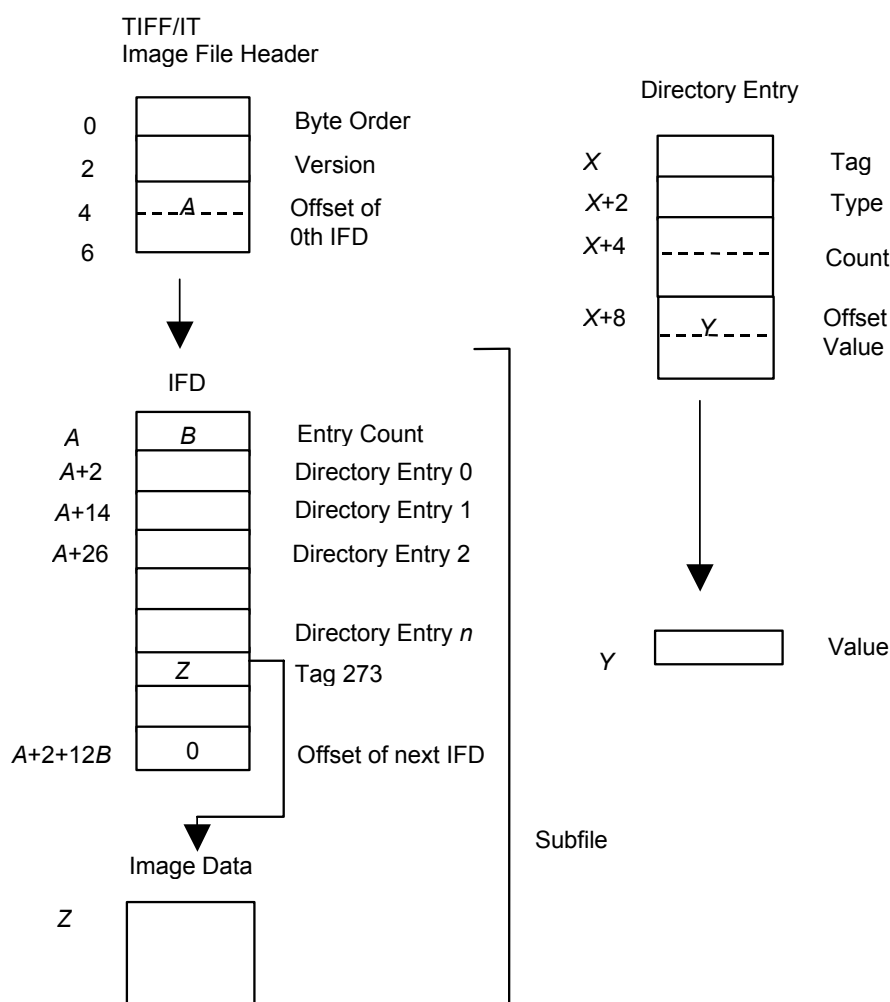 TIFF/IT
Image File Header
0
Byte Order
2
Version
4
A
Offset of
0th IFD
6
IFD
A
B
Entry Count
A+2
Directory Entry 0
A+14
Directory Entry 1
A+26
Directory Entry 2
Directory Entry n
Z
Tag 273
A+2+12B
0
Offset of next IFD
Image Data
Z
Subfile
Directory Entry
X
Tag
X+2
Type
X+4
Count
X+8
Y
Offset
Value
Y
Value